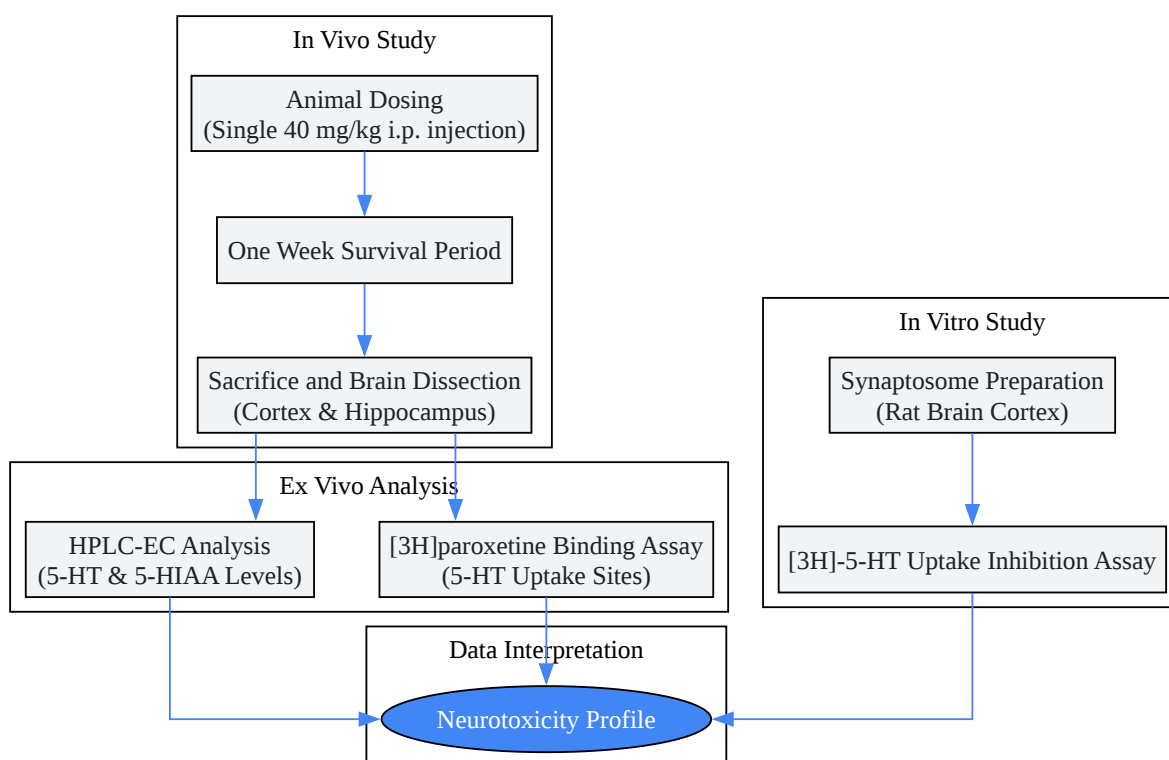 In Vivo Study
Animal Dosing
(Single 40 mg/kg i.p. injection)
One Week Survival Period
Sacrifice and Brain Dissection
(Cortex & Hippocampus)
In Vitro Study
Synaptosome Preparation
(Rat Brain Cortex)
Ex Vivo Analysis
HPLC-EC Analysis
(5-HT & 5-HIAA Levels)
[3H]paroxetine Binding Assay
(5-HT Uptake Sites)
[3H]-5-HT Uptake Inhibition Assay
Data Interpretation
Neurotoxicity Profile